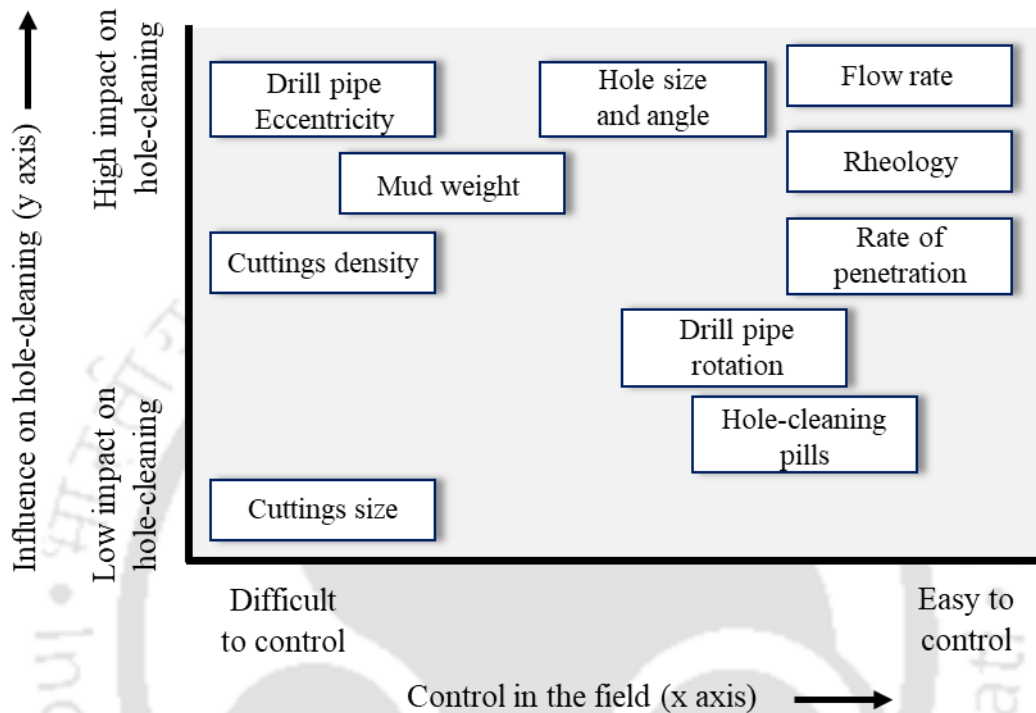 Influence on hole-cleaning (y axis)
High impact on
hole-cleaning
Low impact on
hole-cleaning
Drill pipe
Eccentricity
Hole size
and angle
Flow rate
Mud weight
Rheology
Cuttings density
Rate of
penetration
Drill pipe
rotation
Hole-cleaning
pills
Cuttings size
Difficult
to control
Easy to
control
Control in the field (x axis)